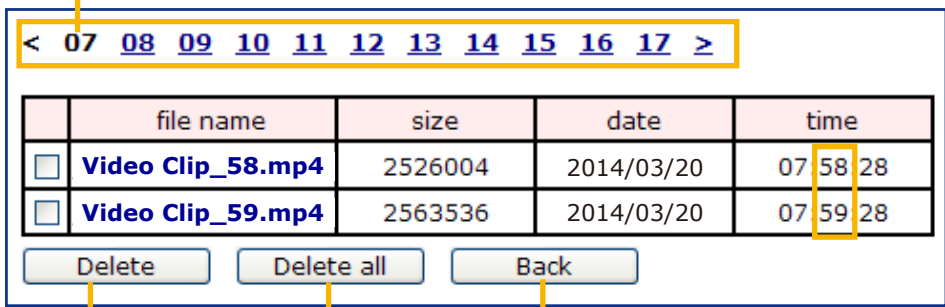 < 07 08 09 10 11 12 13 14 15 16 17 >
file name size date time
Video Clip_58.mp4 2526004 2014/03/20 07:58:28
Video Clip_59.mp4 2563536 2014/03/20 07:59:28
Delete Delete all Back